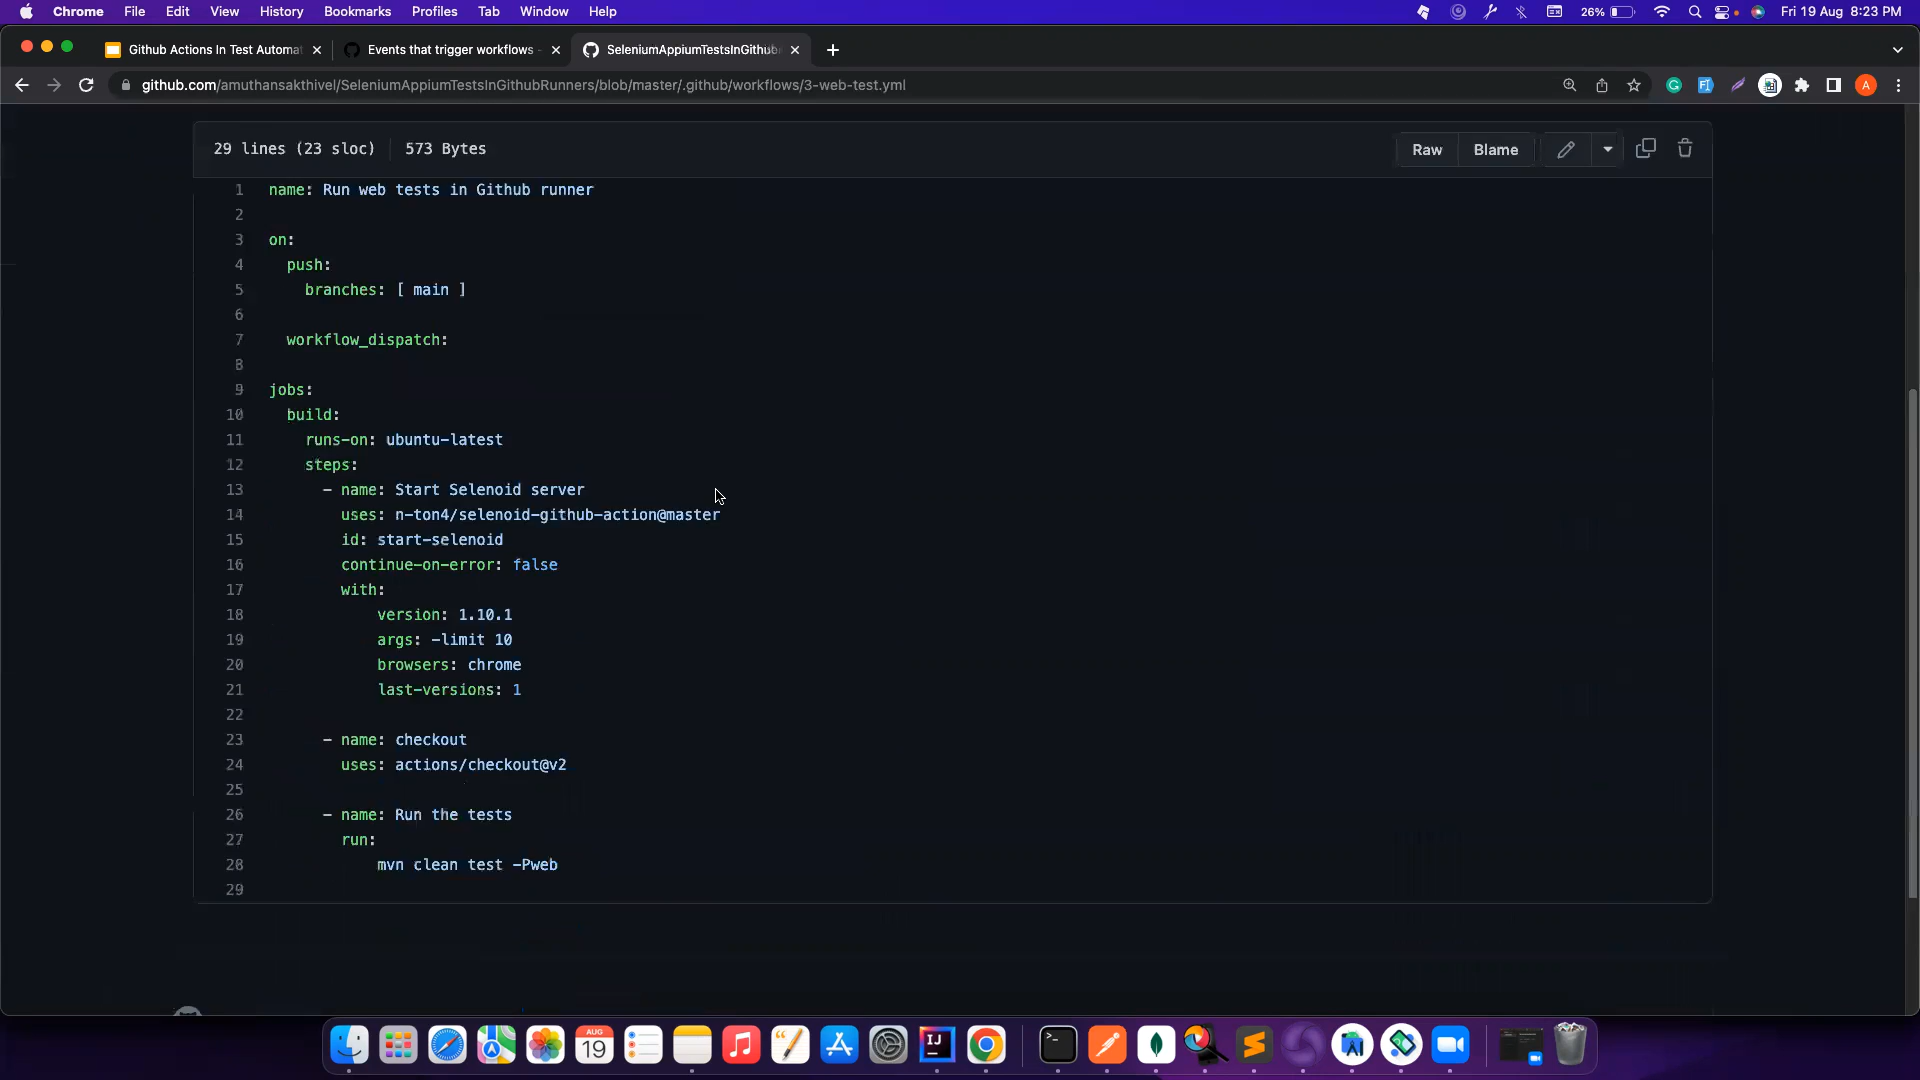 Chrome File Edit View History Bookmarks Profiles Tab Window Help 26% Fri 19 Aug 8:23 PM
Github Actions In Test Automat Events that trigger workflows - SeleniumAppiumTestsInGithub
github.com/amuthansakthivel/SeleniumAppiumTestsInGithubRunners/blob/master/.github/workflows/3-web-test.yml A
29 lines (23 sloc) 573 Bytes Raw Blame
1 name: Run web tests in Github runner
2
3 on:
4 push:
5 branches: [ main ]
6
7 workflow_dispatch:
8
9 jobs:
10 build:
11 runs-on: ubuntu-latest
12 steps:
13 - name: Start Selenoid server
14 uses: n-ton4/selenoid-github-action@master
15 id: start-selenoid
16 continue-on-error: false
17 with:
18 version: 1.10.1
19 args: -limit 10
20 browsers: chrome
21 last-versions: 1
22
23 - name: checkout
24 uses: actions/checkout@v2
25
26 - name: Run the tests
27 run:
28 mvn clean test -Pweb
29
AUG
19
IJ